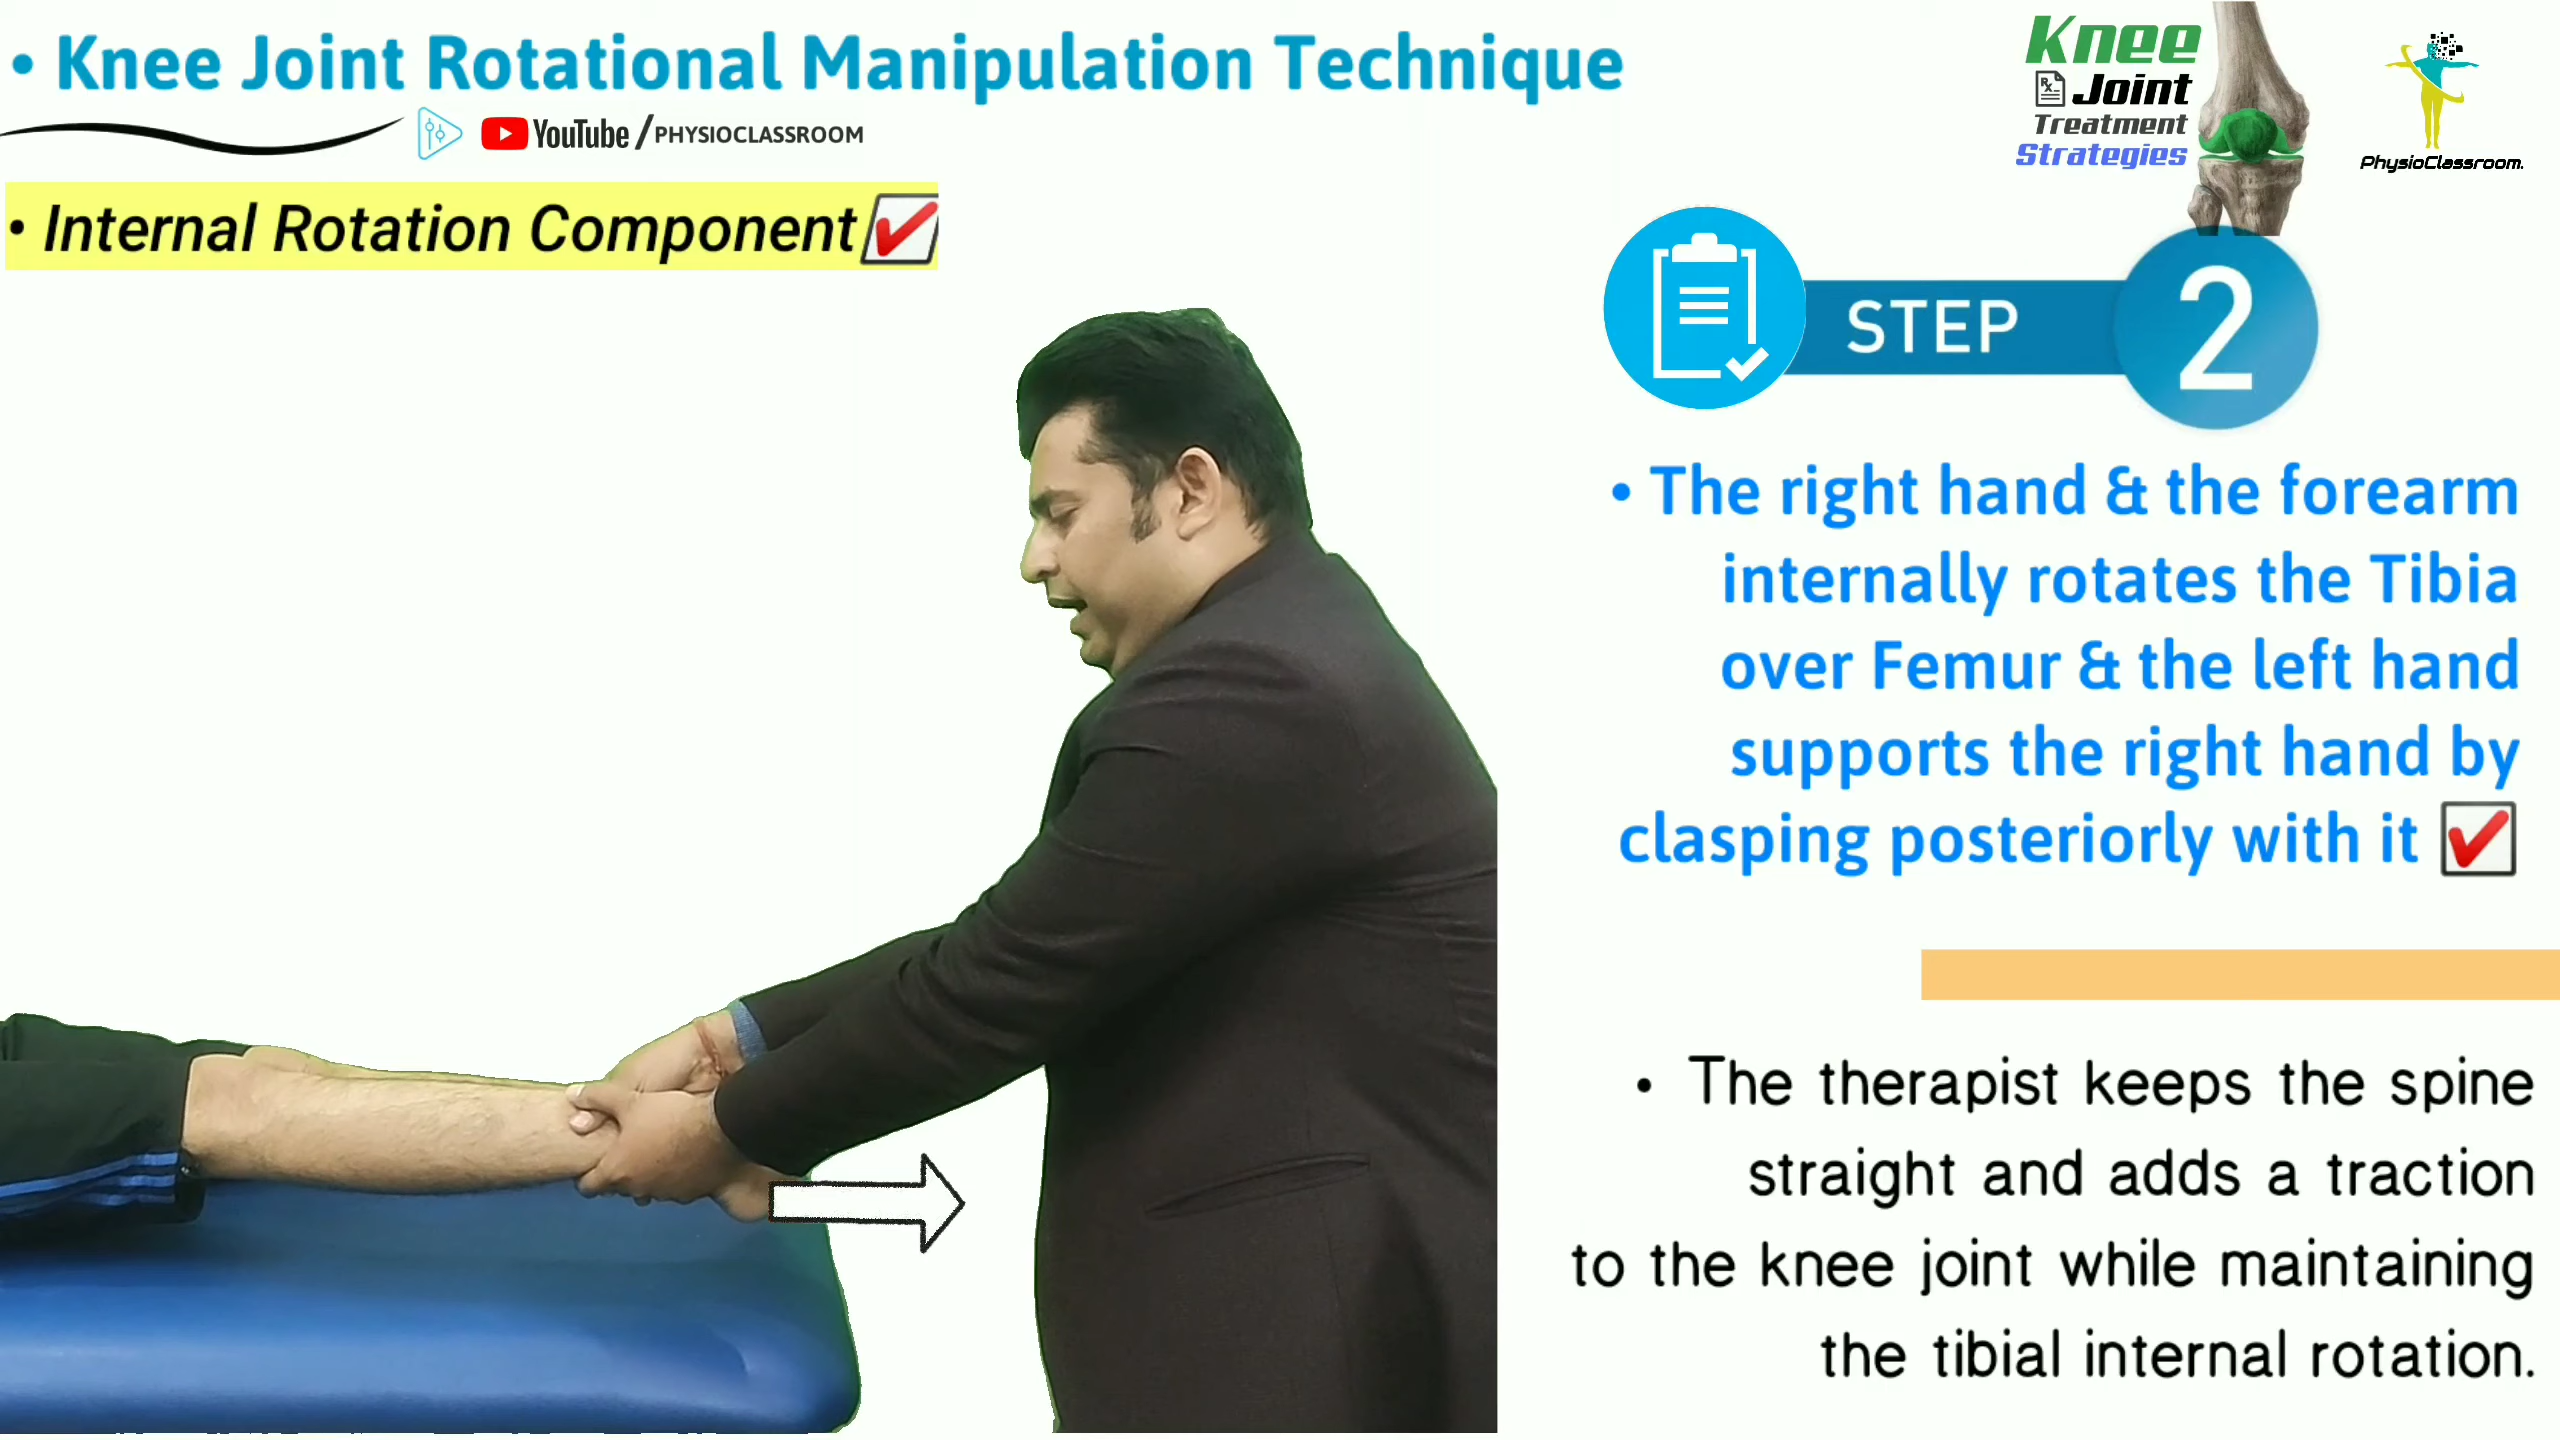 • Knee Joint Rotational Manipulation Technique
YouTube / PHYSIOCLASSROOM
Knee
Rx Joint
Treatment
Strategies
PhysioClassroom.
• Internal Rotation Component
STEP 2
• The right hand & the forearm
internally rotates the Tibia
over Femur & the left hand
supports the right hand by
clasping posteriorly with it
• The therapist keeps the spine
straight and adds a traction
to the knee joint while maintaining
the tibial internal rotation.